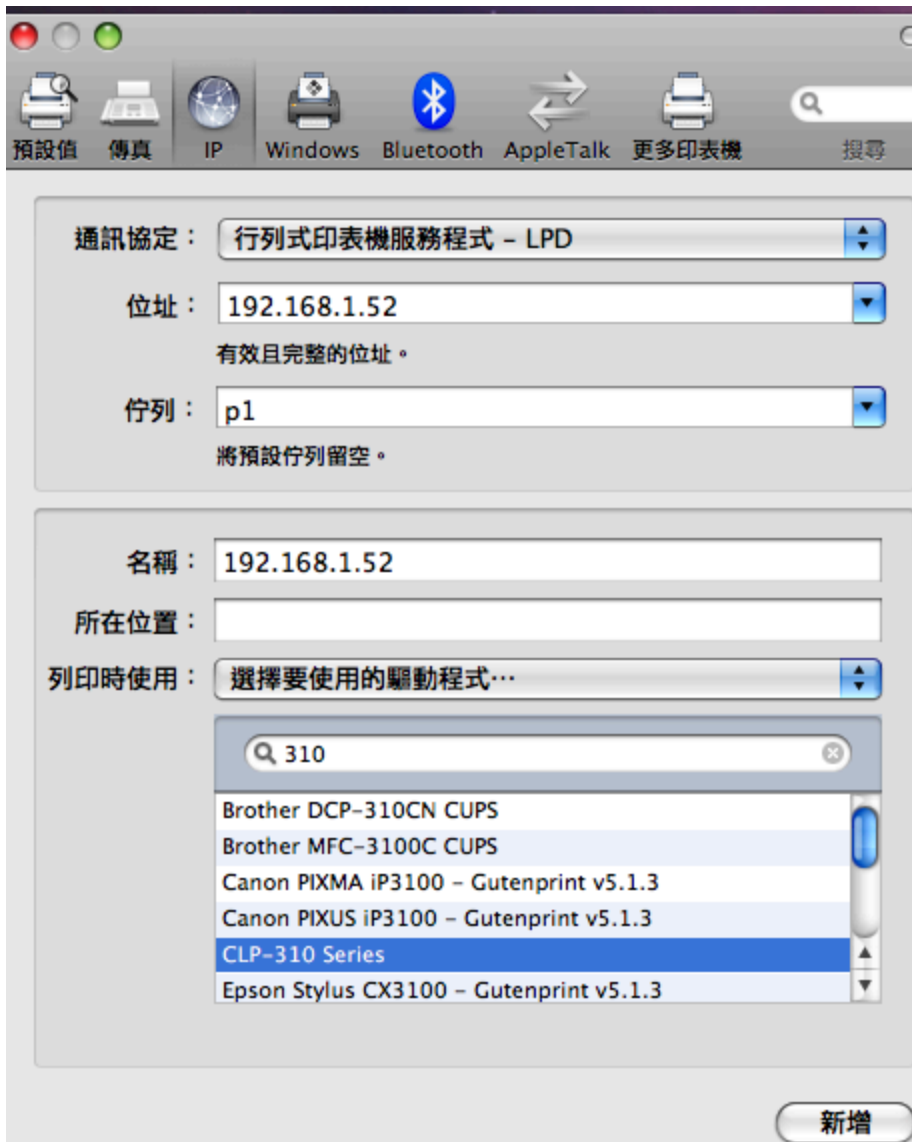 預設值 傳真 IP Windows Bluetooth AppleTalk 更多印表機 搜尋
通訊協定： 行列式印表機服務程式 – LPD
位址： 192.168.1.52
有效且完整的位址。
佇列： p1
將預設佇列留空。
名稱： 192.168.1.52
所在位置：
列印時使用： 選擇要使用的驅動程式…
310
Brother DCP-310CN CUPS
Brother MFC-3100C CUPS
Canon PIXMA iP3100 – Gutenprint v5.1.3
Canon PIXUS iP3100 – Gutenprint v5.1.3
CLP-310 Series
Epson Stylus CX3100 – Gutenprint v5.1.3
新增